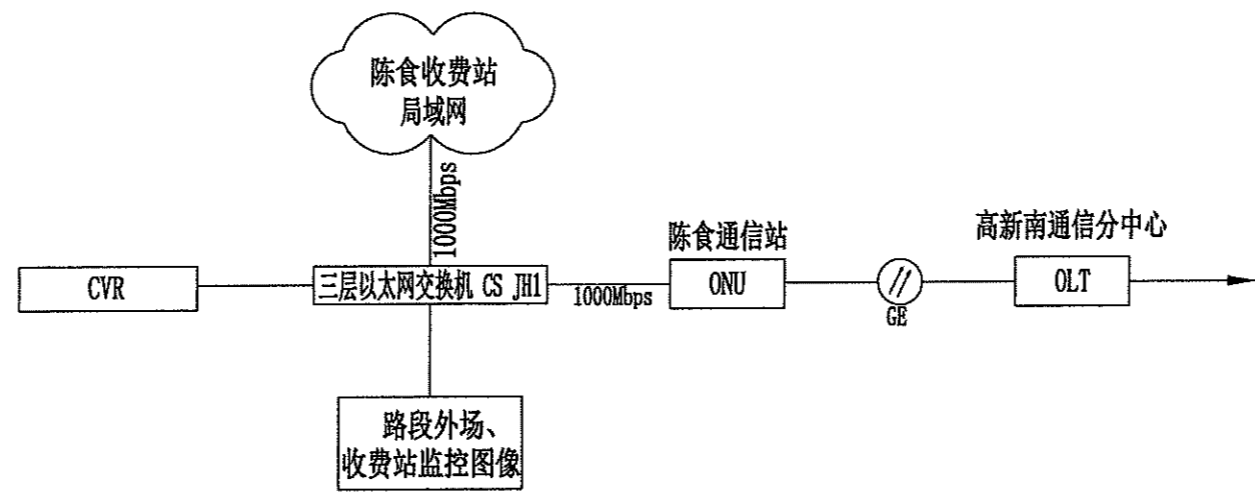 陈食收费站
局域网
1000Mbps
陈食通信站
高新南通信分中心
CVR
三层以太网交换机 CS JH1
1000Mbps
ONU
GE
OLT
路段外场、
收费站监控图像